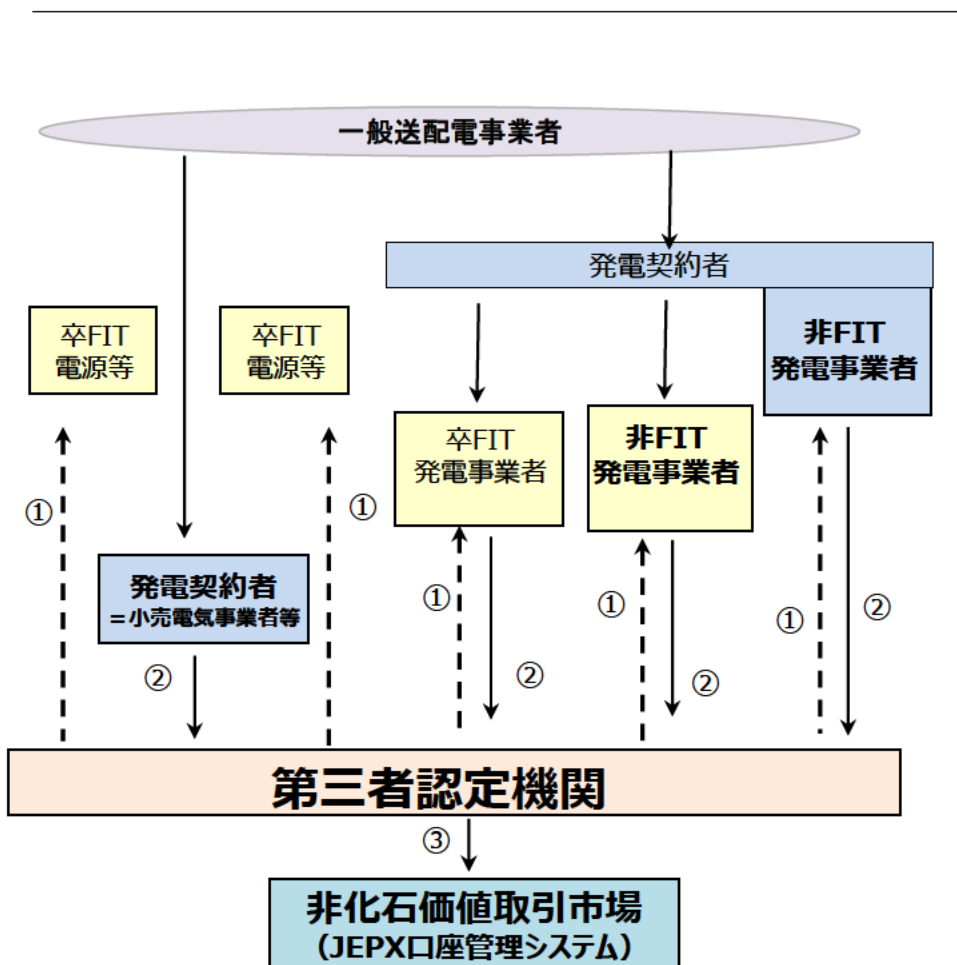 一般送配電事業者
発電契約者
卒FIT
電源等
卒FIT
電源等
非FIT
発電事業者
卒FIT
発電事業者
非FIT
発電事業者
①
①
発電契約者
=小売電気事業者等
①
①
①
②
②
②
②
第三者認定機関
③
非化石価値取引市場
(JEPX口座管理システム)